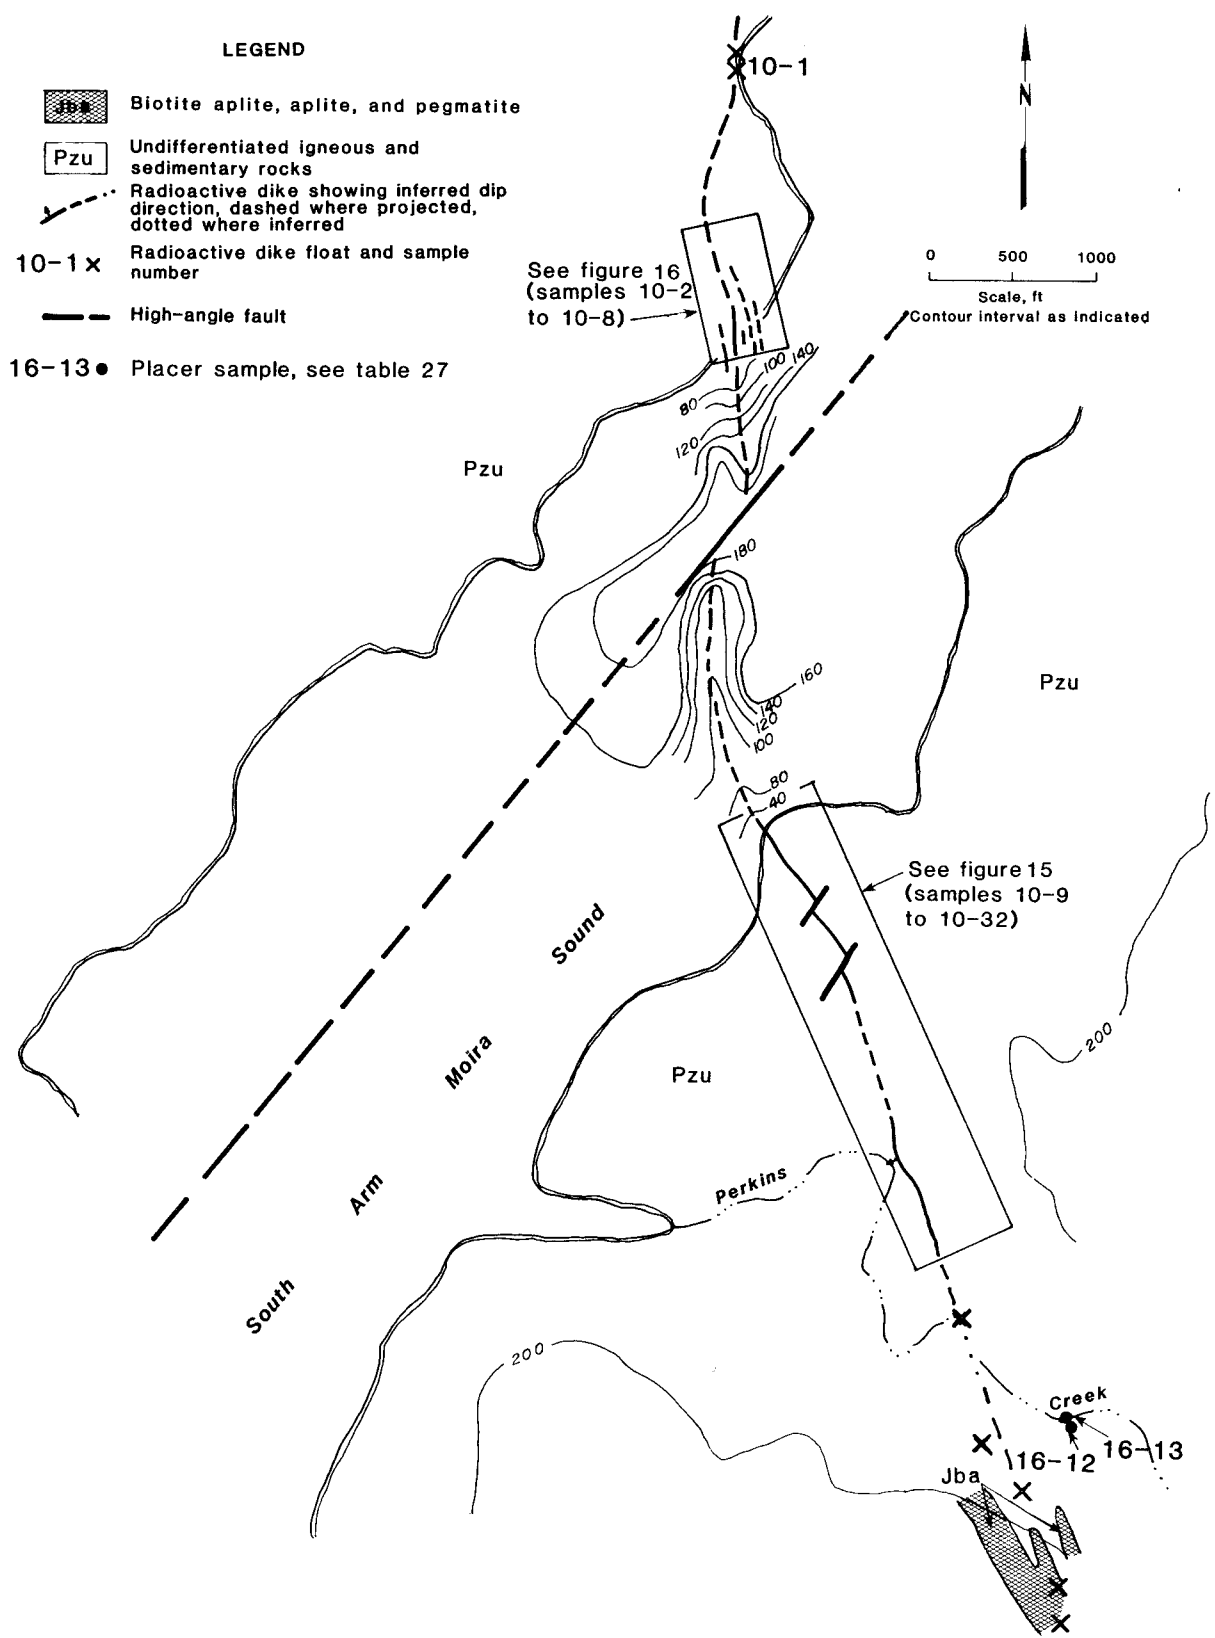 LEGEND
Jba
Biotite aplite, aplite, and pegmatite
Pzu
Undifferentiated igneous and
sedimentary rocks
Radioactive dike showing inferred dip
direction, dashed where projected,
dotted where inferred
10-1 x
Radioactive dike float and sample
number
High-angle fault
16-13
Placer sample, see table 27
10-1
N
0 500 1000
Scale, ft
Contour interval as indicated
See figure 16
(samples 10-2
to 10-8)
100
140
80
120
Pzu
180
Pzu
160
140
120
100
80
40
See figure 15
(samples 10-9
to 10-32)
South Arm Moira Sound
200
Pzu
Perkins
200
Creek
16-13
16-12
Jba